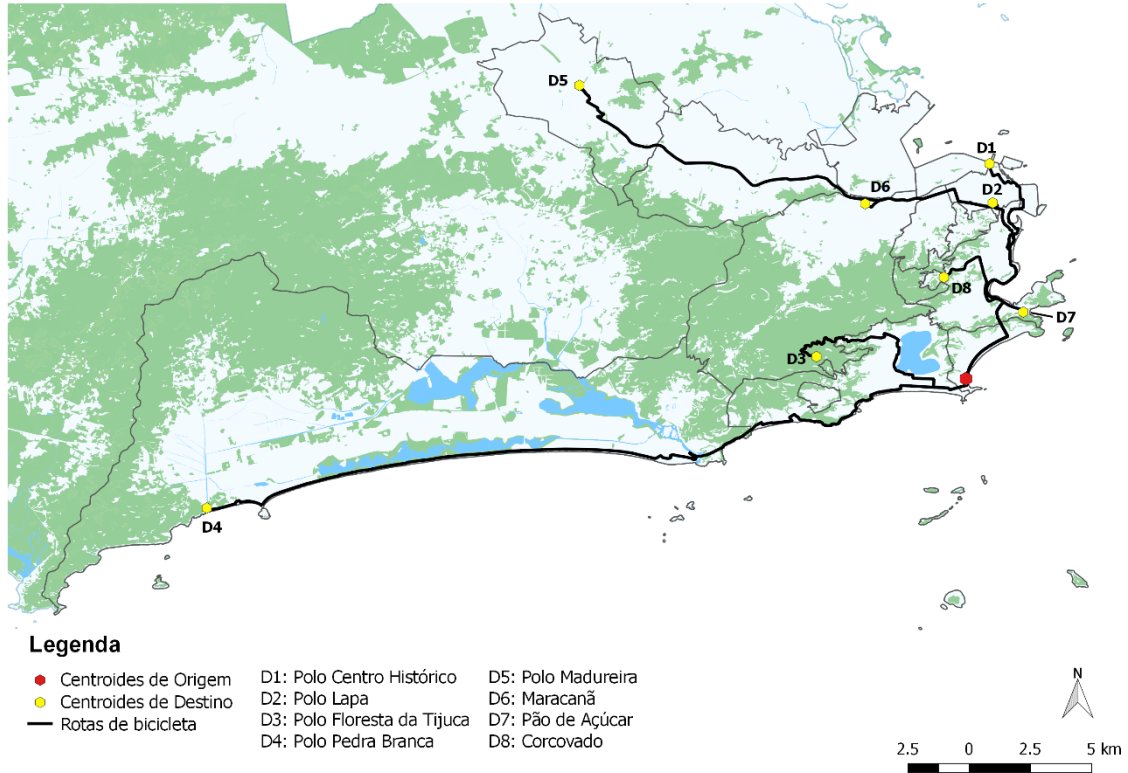 D5
D1
D6
D2
D8
D7
D3
D4
Legenda
Centroides de Origem
Centroides de Destino
Rotas de bicicleta
D1: Polo Centro Histórico
D2: Polo Lapa
D3: Polo Floresta da Tijuca
D4: Polo Pedra Branca
D5: Polo Madureira
D6: Maracanã
D7: Pão de Açúcar
D8: Corcovado
N
2.5 0 2.5 5 km